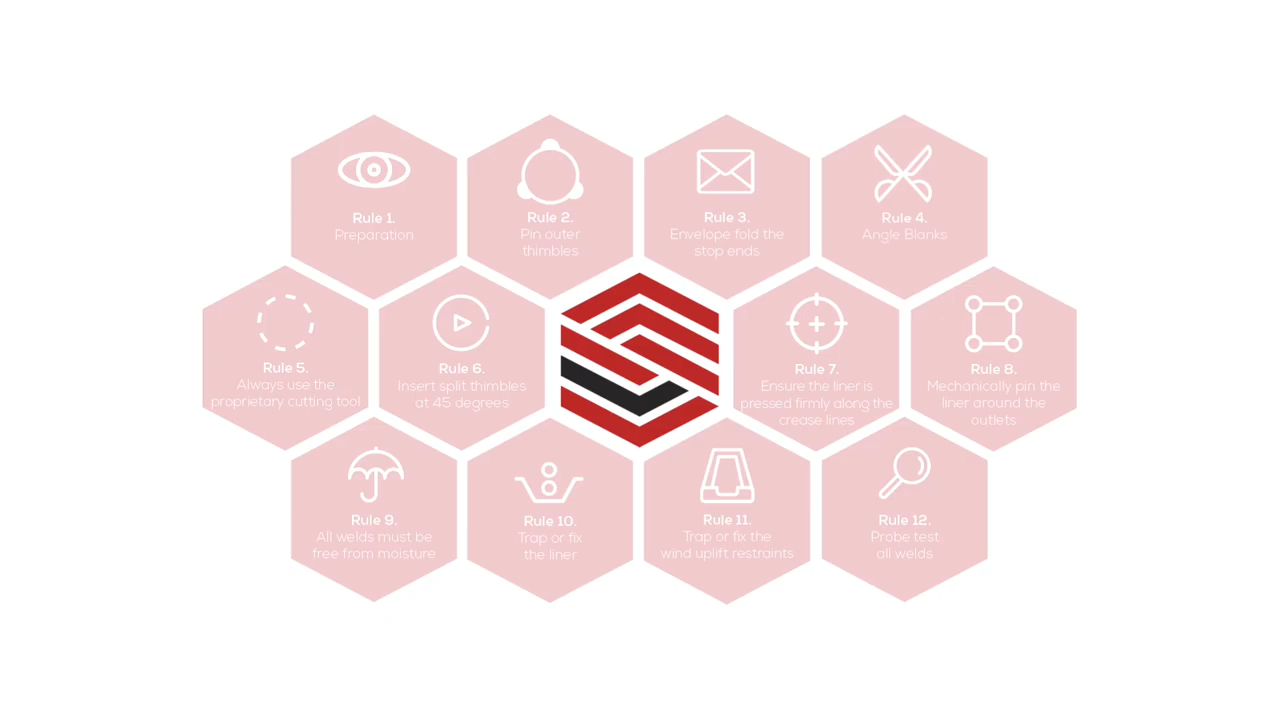 Rule 1.
Preparation
Rule 2.
Pin outer
thimbles
Rule 3.
Envelope fold the
stop ends
Rule 4.
Angle Blanks
Rule 5.
Always use the
proprietary cutting tool
Rule 6.
Insert split thimbles
at 45 degrees
Rule 7.
Ensure the liner is
pressed firmly along the
crease lines
Rule 8.
Mechanically pin the
liner around the
outlets
Rule 9.
All welds must be
free from moisture
Rule 10.
Trap or fix
the liner
Rule 11.
Trap or fix the
wind uplift restraints
Rule 12.
Probe test
all welds